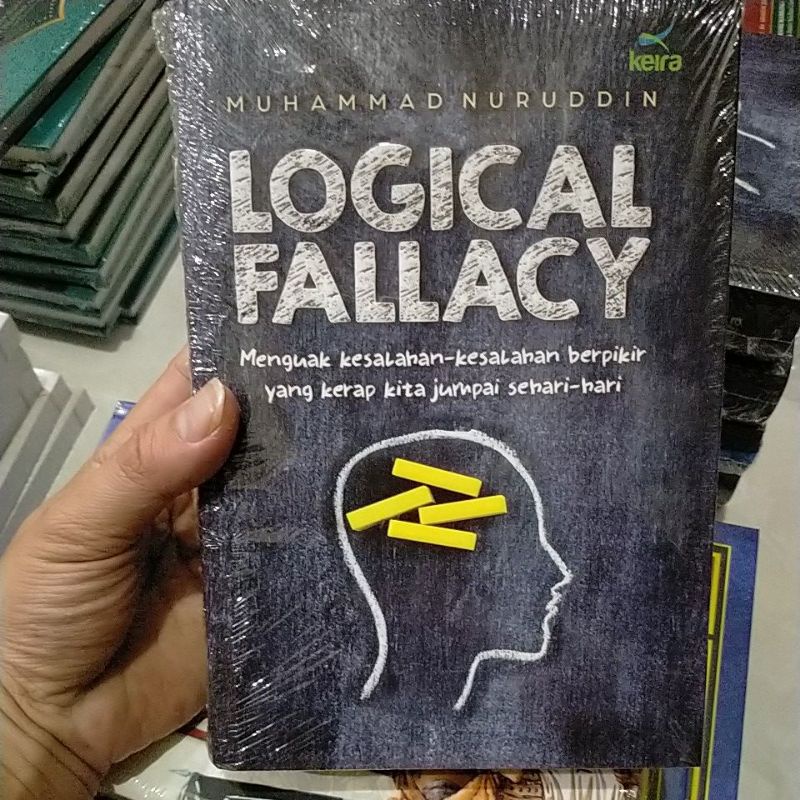 keira
MUHAMMAD NURUDDIN
LOGICAL
FALLACY
Menguak kesalahan-kesalahan berpikir
yang kerap kita jumpai sehari-hari